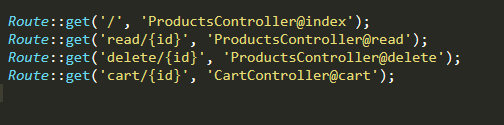 Route::get('/', 'ProductsController@index');
Route::get('read/{id}', 'ProductsController@read');
Route::get('delete/{id}', 'ProductsController@delete');
Route::get('cart/{id}', 'CartController@cart');